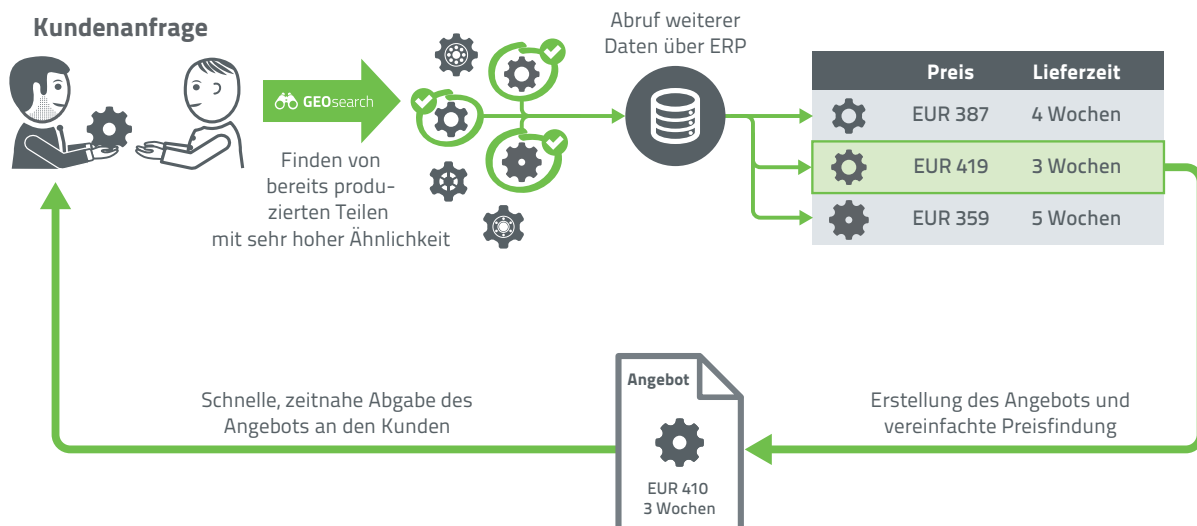 Kundenanfrage
GEOsearch
Finden von
bereits produ-
zierten Teilen
mit sehr hoher Ähnlichkeit
Abruf weiterer
Daten über ERP
Preis Lieferzeit
EUR 387 4 Wochen
EUR 419 3 Wochen
EUR 359 5 Wochen
Erstellung des Angebots und
vereinfachte Preisfindung
Angebot
EUR 410
3 Wochen
Schnelle, zeitnahe Abgabe des
Angebots an den Kunden